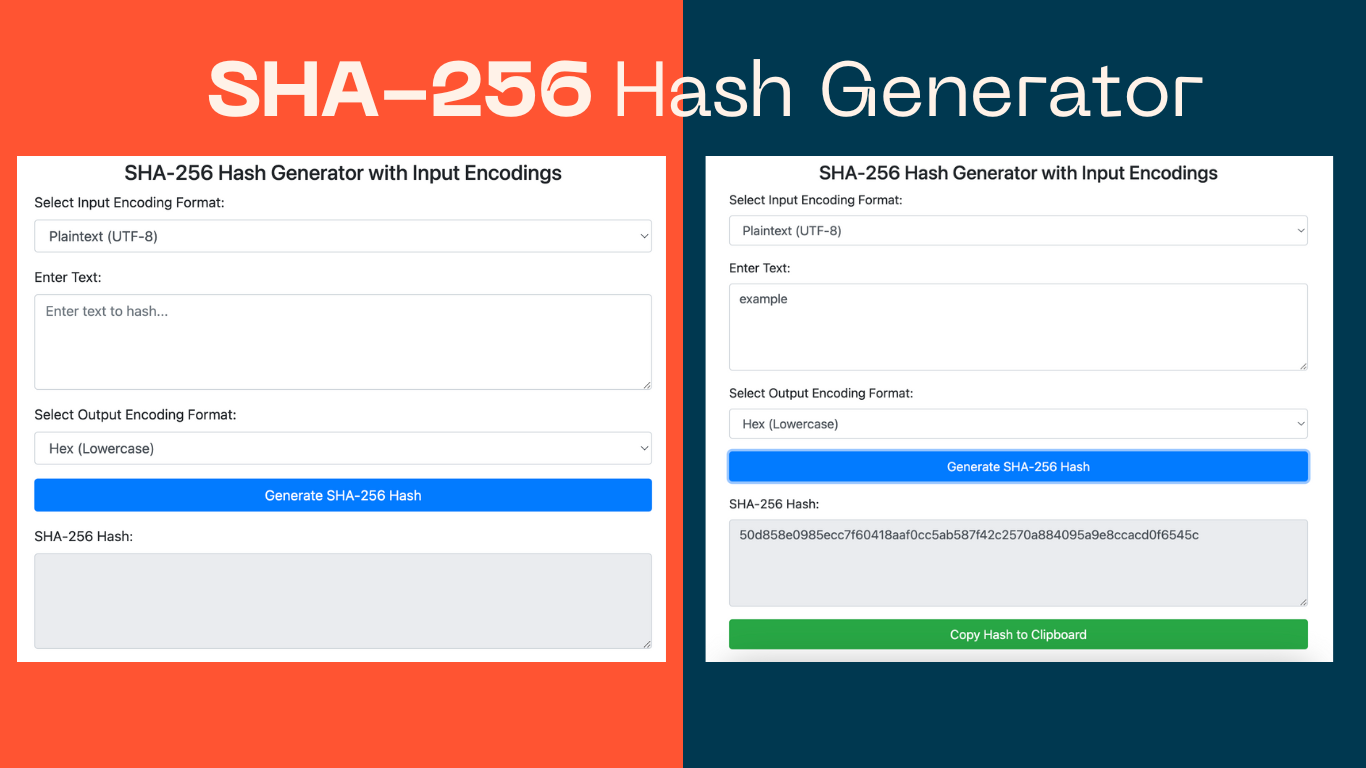 SHA-256 Hash Generator
SHA-256 Hash Generator with Input Encodings
Select Input Encoding Format:
Plaintext (UTF-8)
Enter Text:
Enter text to hash...
Select Output Encoding Format:
Hex (Lowercase)
Generate SHA-256 Hash
SHA-256 Hash:
SHA-256 Hash Generator with Input Encodings
Select Input Encoding Format:
Plaintext (UTF-8)
Enter Text:
example
Select Output Encoding Format:
Hex (Lowercase)
Generate SHA-256 Hash
SHA-256 Hash:
50d858e0985ecc7f60418aaf0cc5ab587f42c2570a884095a9e8ccacd0f6545c
Copy Hash to Clipboard